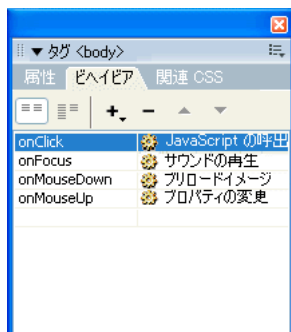 ▼ タグ <body>
属性 ビヘイビア 関連 CSS
onClick JavaScript の呼出
onFocus サウンドの再生
onMouseDown プリロードイメージ
onMouseUp プロパティの変更